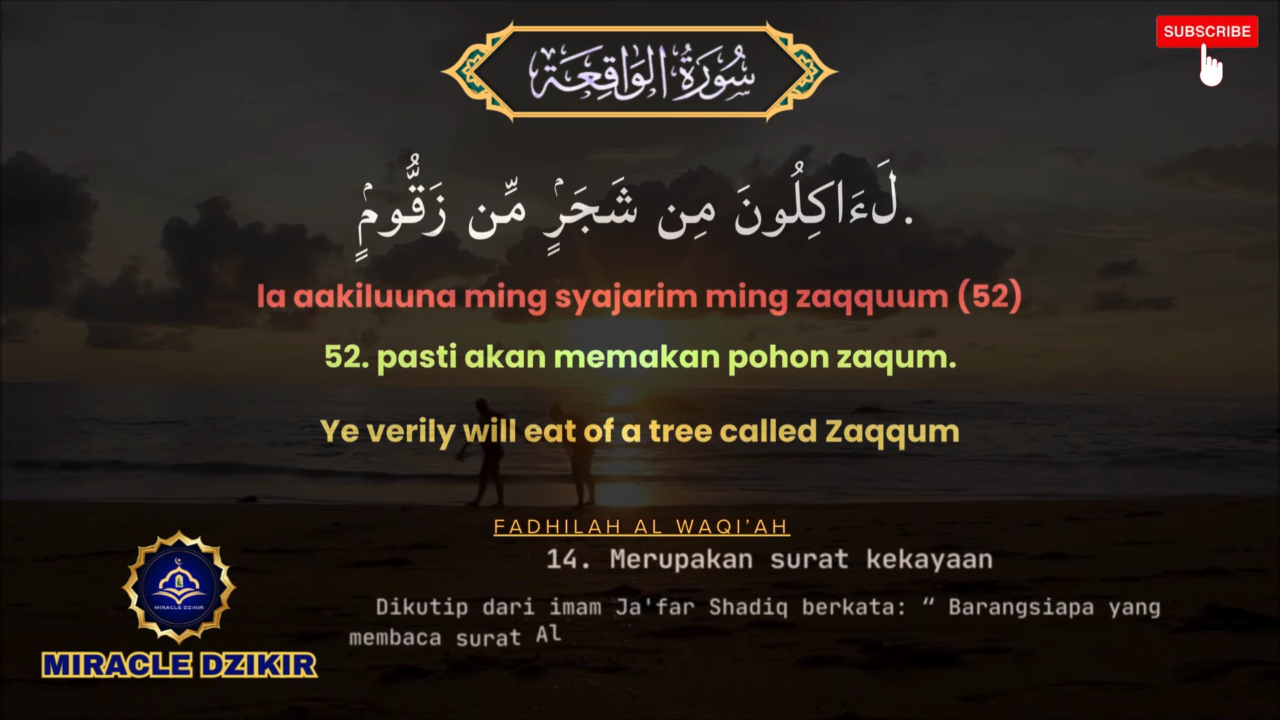 سُورَةُ الوَاقِعَة
SUBSCRIBE
لَءَاكِلُونَ مِن شَجَرٍۢ مِّن زَقُّومٍۢ.
la aakiluuna ming syajarim ming zaqquum (52)
52. pasti akan memakan pohon zaqum.
Ye verily will eat of a tree called Zaqqum
FADHILAH AL WAQI'AH
14. Merupakan surat kekayaan
Dikutip dari imam Ja'far Shadiq berkata: “ Barangsiapa yang
membaca surat Al
MIRACLE DZIKIR
MIRACLE DZIKIR